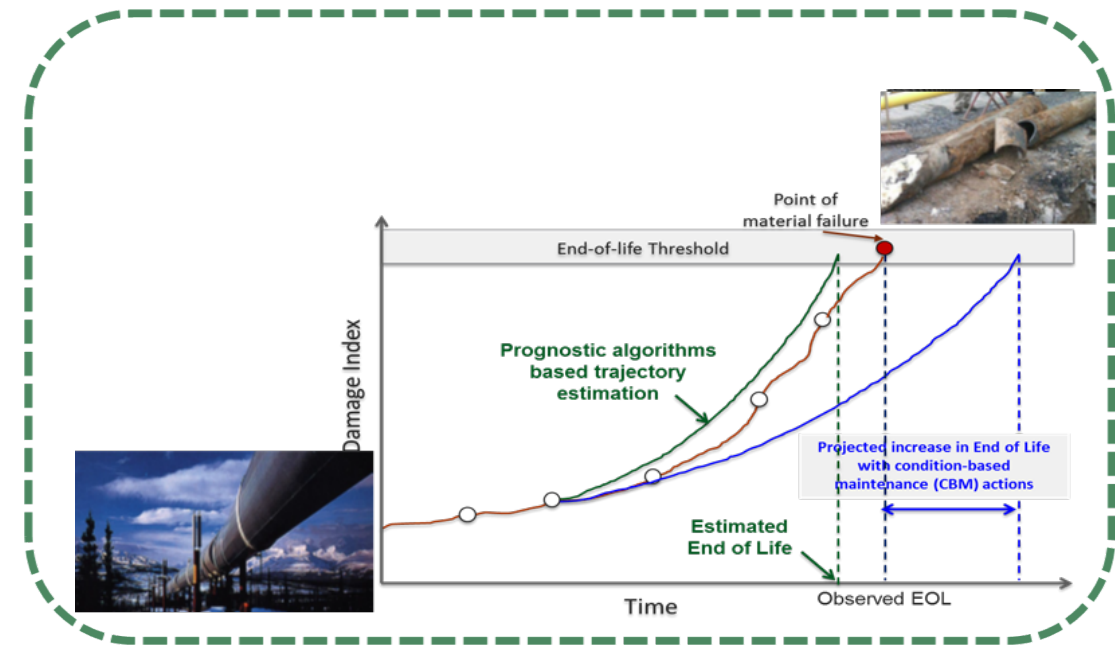 Point of
material failure
End-of-life Threshold
Damage Index
Prognostic algorithms
based trajectory
estimation
Projected increase in End of Life
with condition-based
maintenance (CBM) actions
Estimated
End of Life
Time
Observed EOL